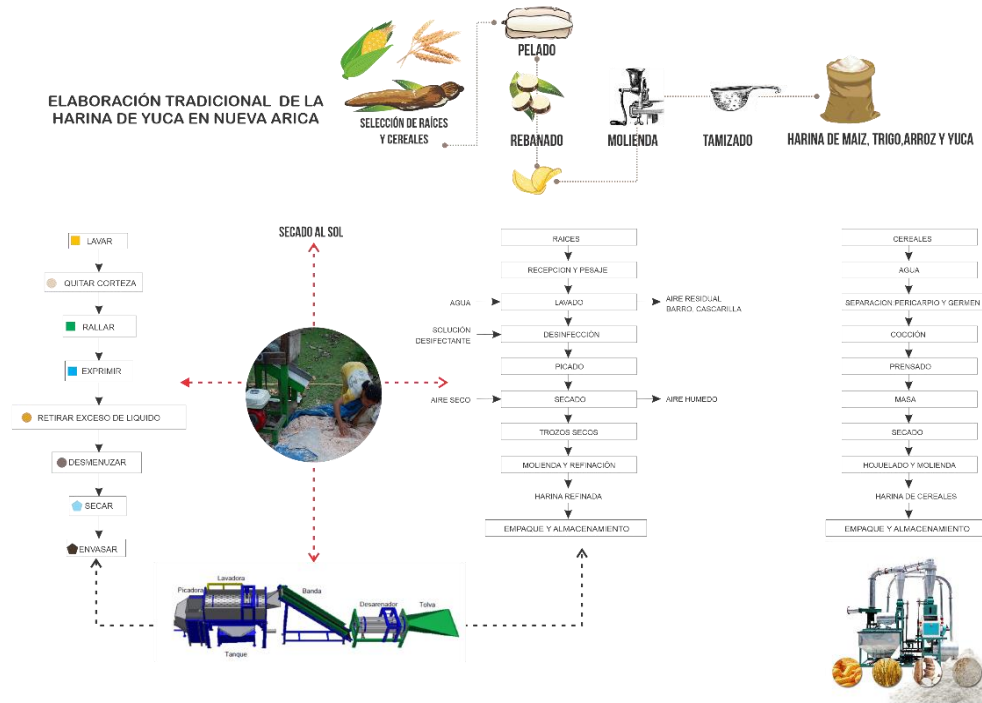 ELABORACIÓN TRADICIONAL DE LA
HARINA DE YUCA EN NUEVA ARICA
SELECCIÓN DE RAÍCES
Y CEREALES
PELADO
REBANADO
MOLIENDA
TAMIZADO
HARINA DE MAIZ, TRIGO,ARROZ Y YUCA
LAVAR
QUITAR CORTEZA
RALLAR
EXPRIMIR
RETIRAR EXCESO DE LIQUIDO
DESMENUZAR
SECAR
ENVASAR
SECADO AL SOL
RAICES
RECEPCION Y PESAJE
AGUA
LAVADO
AIRE RESIDUAL
BARRO, CASCARILLA
SOLUCIÓN
DESIFECTANTE
DESINFECCIÓN
PICADO
AIRE SECO
SECADO
AIRE HUMEDO
TROZOS SECOS
MOLIENDA Y REFINACIÓN
HARINA REFINADA
EMPAQUE Y ALMACENAMIENTO
CEREALES
AGUA
SEPARACION PERICARPIO Y GERMEN
COCCIÓN
PRENSADO
MASA
SECADO
HOJUELADO Y MOLIENDA
HARINA DE CEREALES
EMPAQUE Y ALMACENAMIENTO
Lavadora
Picadora
Banda
Desarenador
Tolva
Tanque